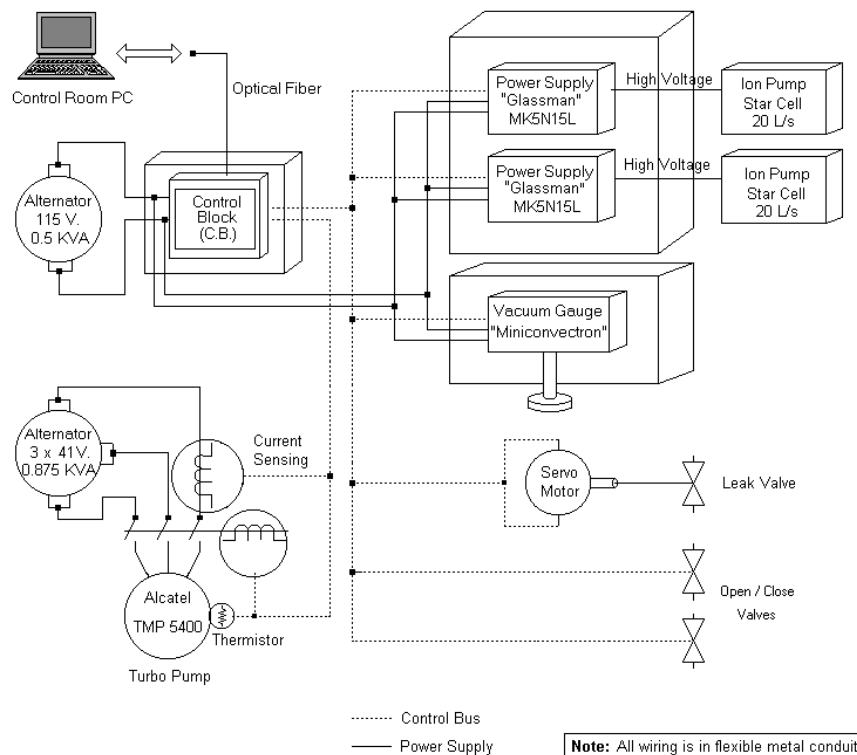 Control Room PC
Optical Fiber
Alternator
115 V.
0.5 KVA
Control
Block
(C.B.)
Power Supply
"Glassman"
MK5N15L
High Voltage
Ion Pump
Star Cell
20 L/s
Power Supply
"Glassman"
MK5N15L
High Voltage
Ion Pump
Star Cell
20 L/s
Vacuum Gauge
"Miniconvectron"
Alternator
3 x 41V.
0.875 KVA
Current
Sensing
Servo
Motor
Leak Valve
Open / Close
Valves
Alcatel
TMP 5400
Thermistor
Turbo Pump
Control Bus
Power Supply
Note: All wiring is in flexible metal conduit